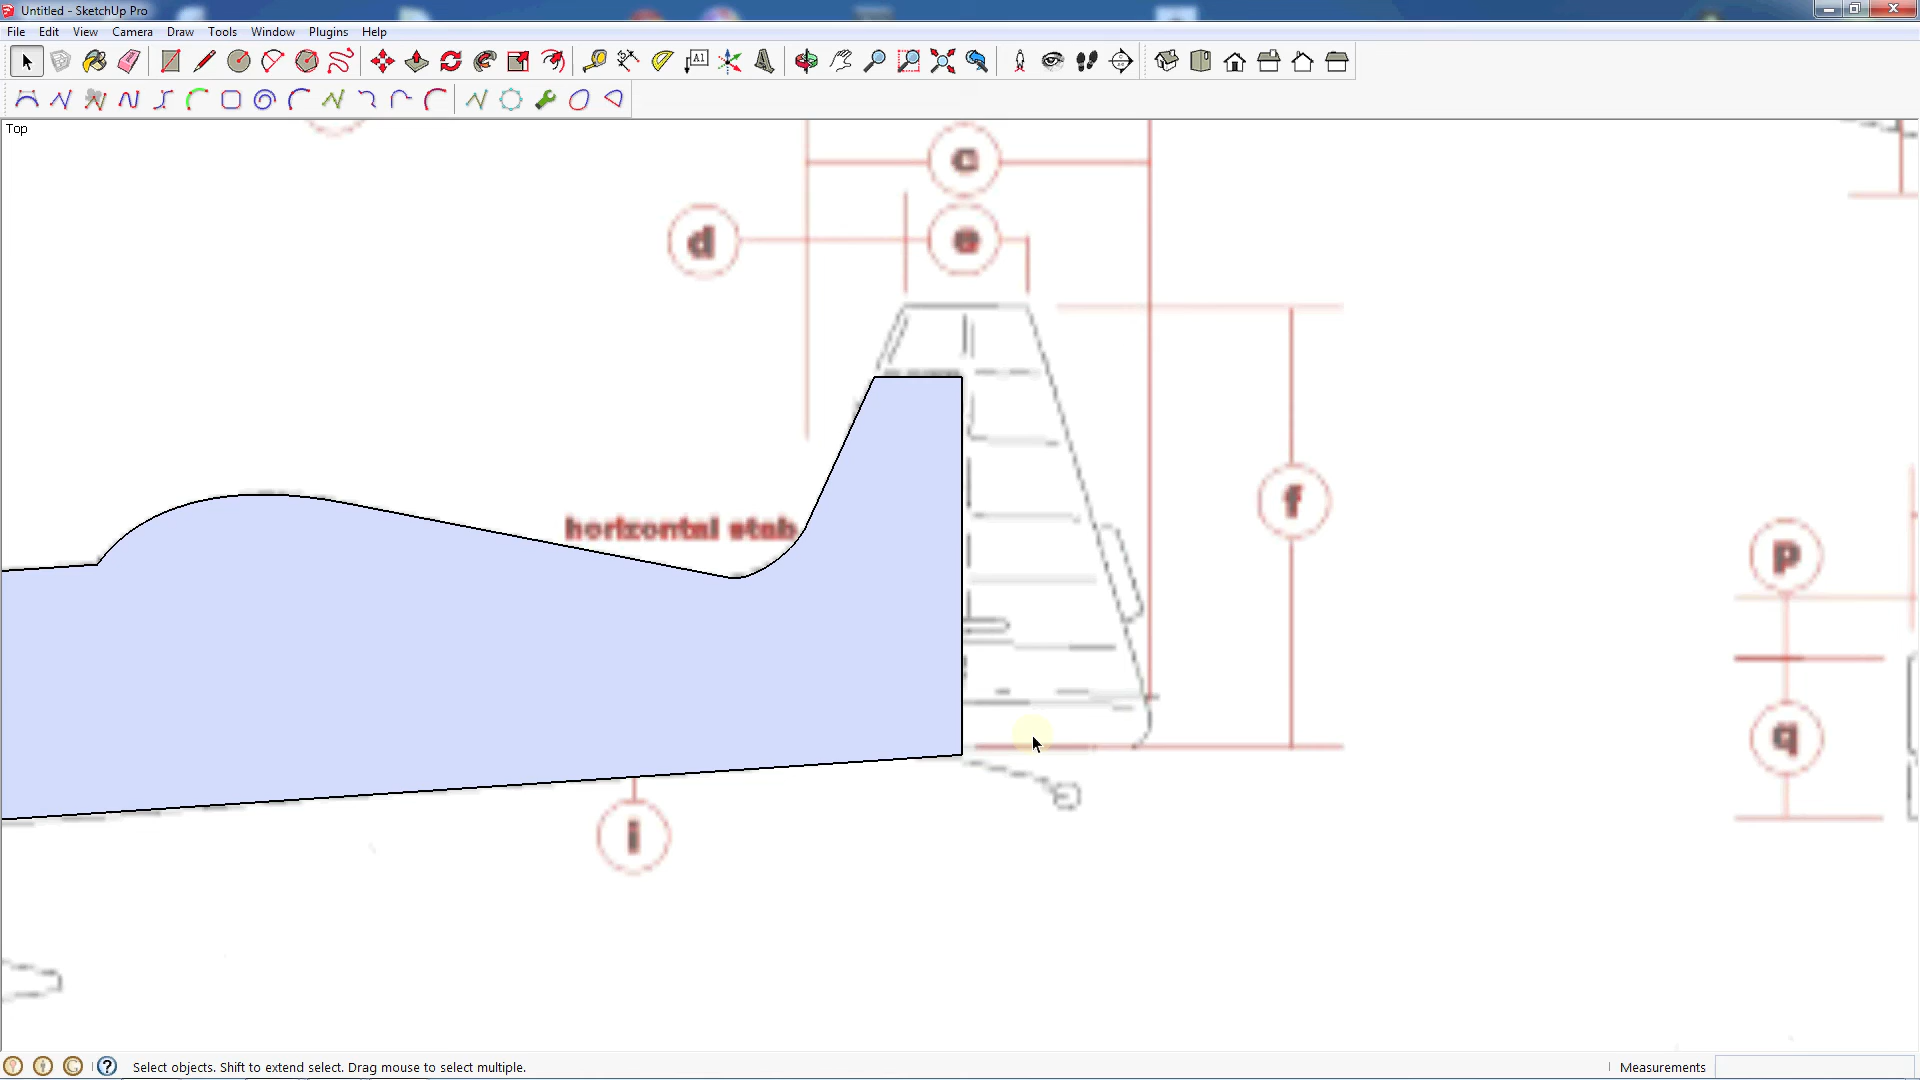 Untitled - SketchUp Pro
File Edit View Camera Draw Tools Window Plugins Help
A1
Top
c
d
e
f
horizontal stab
p
q
i
Select objects. Shift to extend select. Drag mouse to select multiple.
Measurements